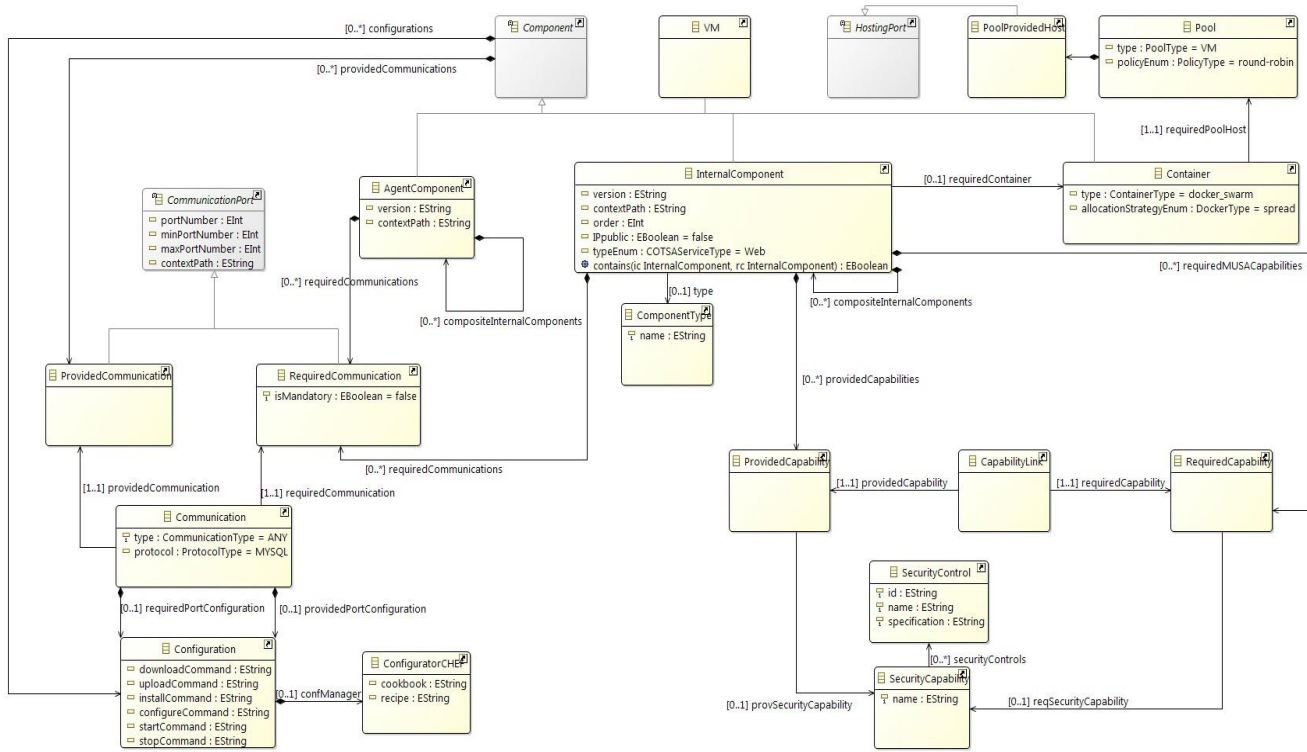 [0..*] configurations
Component
VM
HostingPort
PoolProvidedHost
Pool
type : PoolType = VM
policyEnum : PolicyType = round-robin
[0..*] providedCommunications
[1..1] requiredPoolHost
CommunicationPort
portNumber : EInt
minPortNumber : EInt
maxPortNumber : EInt
contextPath : EString
AgentComponent
version : EString
contextPath : EString
InternalComponent
version : EString
contextPath : EString
order : EInt
IPpublic : EBoolean = false
typeEnum : COTSAServiceType = Web
contains(ic InternalComponent, rc InternalComponent) : EBoolean
[0..1] requiredContainer
Container
type : ContainerType = docker_swarm
allocationStrategyEnum : DockerType = spread
[0..*] requiredMUSACapabilities
[0..*] requiredCommunications
[0..*] compositeInternalComponents
[0..1] type
[0..*] compositeInternalComponents
ComponentType
name : EString
ProvidedCommunication
RequiredCommunication
isMandatory : EBoolean = false
[0..*] providedCapabilities
[0..*] requiredCommunications
ProvidedCapability
CapabilityLink
RequiredCapability
[1..1] providedCommunication
[1..1] requiredCommunication
[1..1] providedCapability
[1..1] requiredCapability
Communication
type : CommunicationType = ANY
protocol : ProtocolType = MYSQL
SecurityControl
id : EString
name : EString
specification : EString
[0..1] requiredPortConfiguration
[0..1] providedPortConfiguration
Configuration
downloadCommand : EString
uploadCommand : EString
installCommand : EString
configureCommand : EString
startCommand : EString
stopCommand : EString
[0..1] confManager
ConfiguratorCHEF
cookbook : EString
recipe : EString
[0..*] securityControls
SecurityCapability
name : EString
[0..1] provSecurityCapability
[0..1] reqSecurityCapability